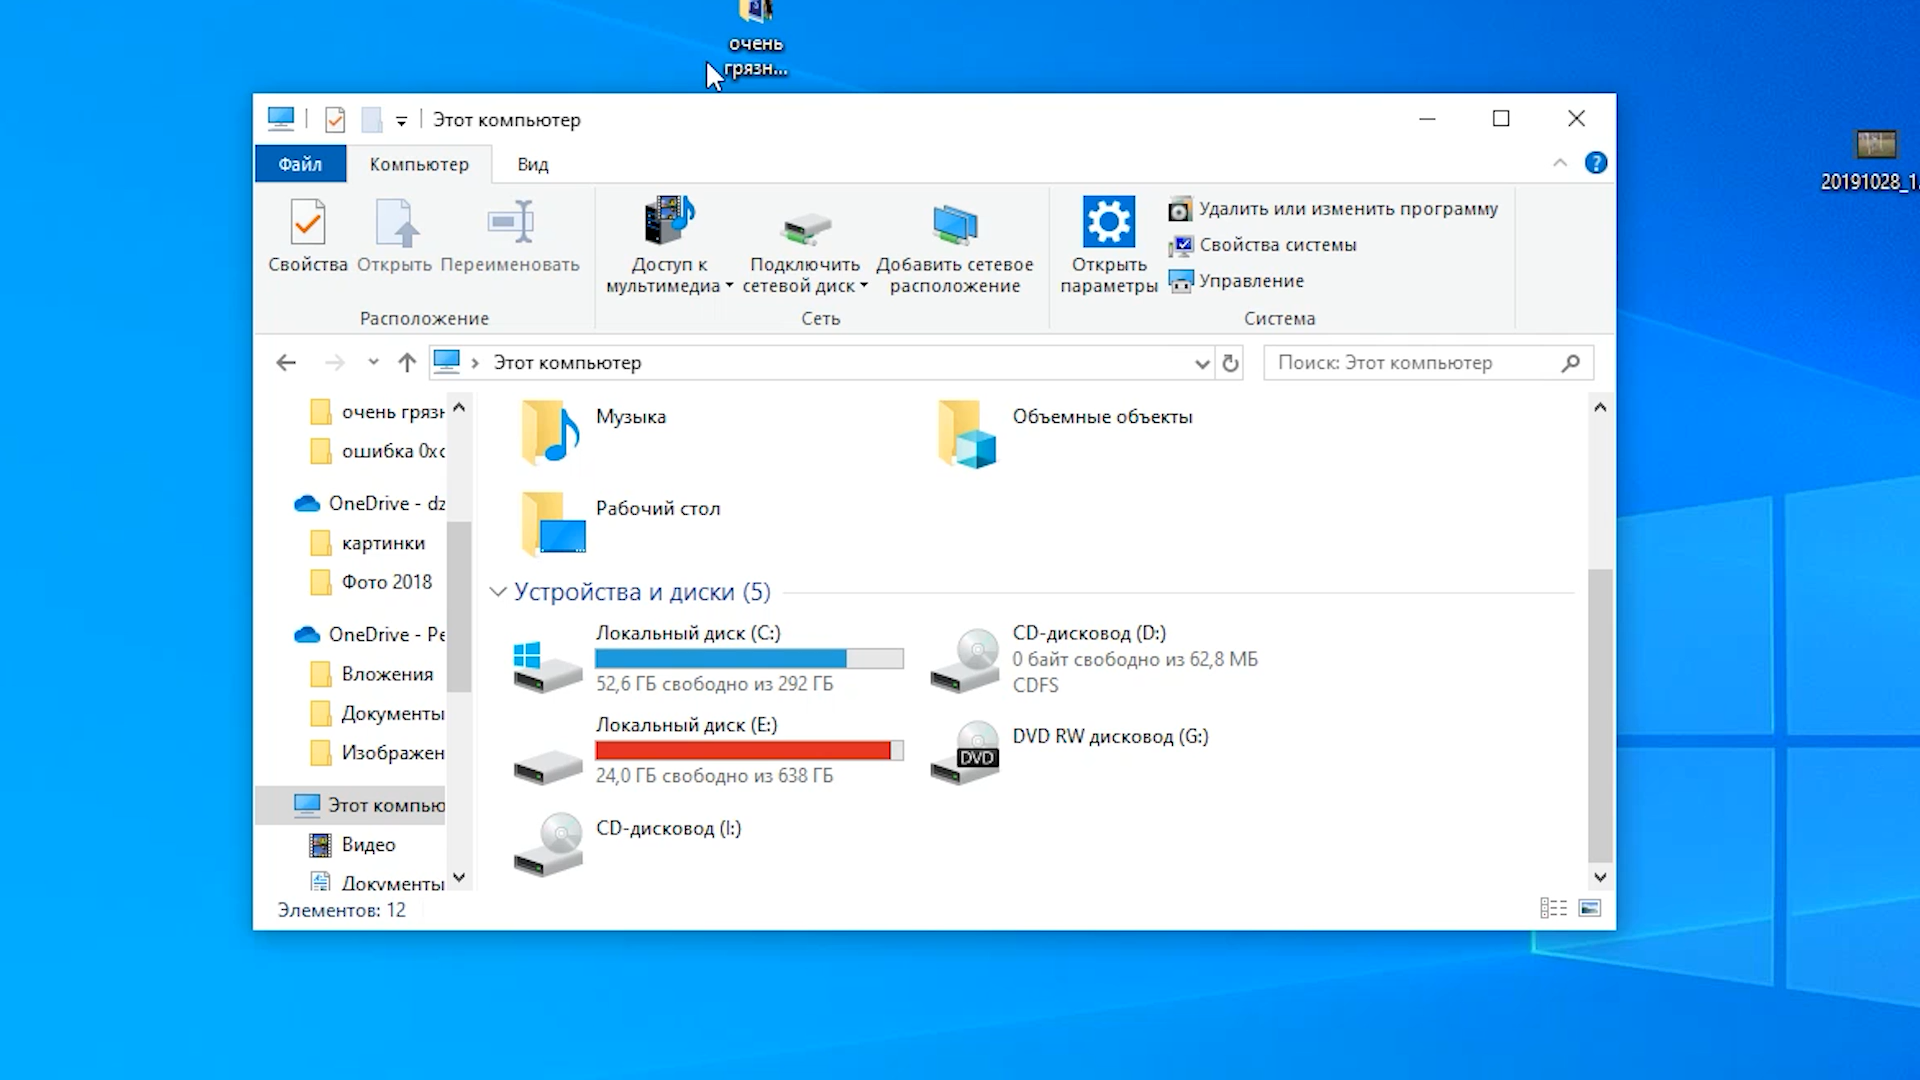 очень
грязн...
20191028_1.
Этот компьютер
Файл
Компьютер
Вид
Свойства
Открыть
Переименовать
Расположение
Доступ к
мультимедиа
Подключить
сетевой диск
Добавить сетевое
расположение
Сеть
Открыть
параметры
Удалить или изменить программу
Свойства системы
Управление
Система
Этот компьютер
Поиск: Этот компьютер
очень грязн
ошибка 0xc
OneDrive - dz
картинки
Фото 2018
OneDrive - Pe
Вложения
Документы
Изображен
Этот компью
Видео
Документы
Музыка
Объемные объекты
Рабочий стол
Устройства и диски (5)
Локальный диск (C:)
52,6 ГБ свободно из 292 ГБ
CD-дисковод (D:)
0 байт свободно из 62,8 МБ
CDFS
Локальный диск (E:)
24,0 ГБ свободно из 638 ГБ
DVD RW дисковод (G:)
DVD
CD-дисковод (I:)
Элементов: 12